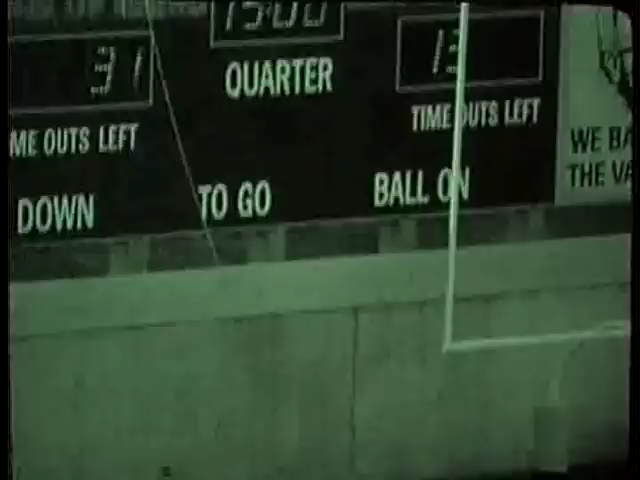 15:00
31
QUARTER
13
ME OUTS LEFT
TIME OUTS LEFT
WE BA
THE VA
DOWN
TO GO
BALL ON